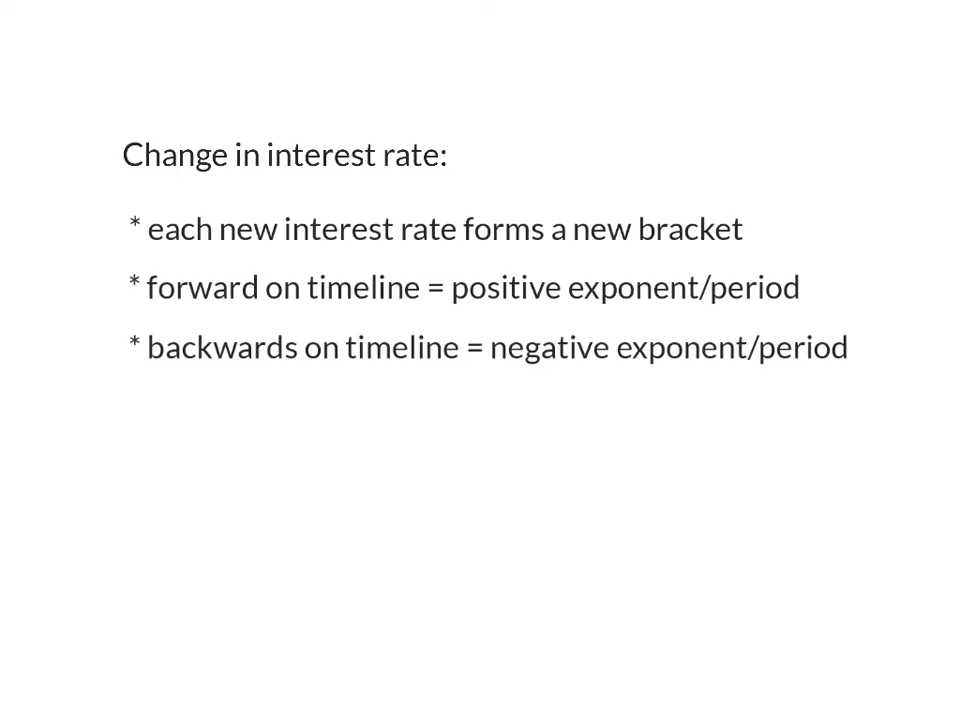 Change in interest rate:
* each new interest rate forms a new bracket
* forward on timeline = positive exponent/period
* backwards on timeline = negative exponent/period